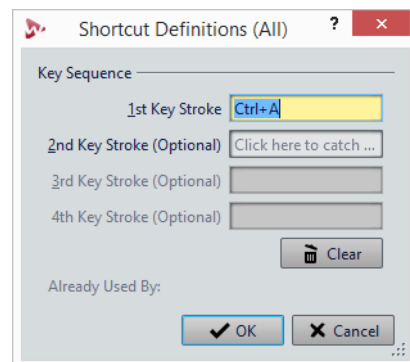 Shortcut Definitions (All) ? ×
Key Sequence
1st Key Stroke Ctrl+A
2nd Key Stroke (Optional) Click here to catch ...
3rd Key Stroke (Optional)
4th Key Stroke (Optional)
Clear
Already Used By:
OK Cancel